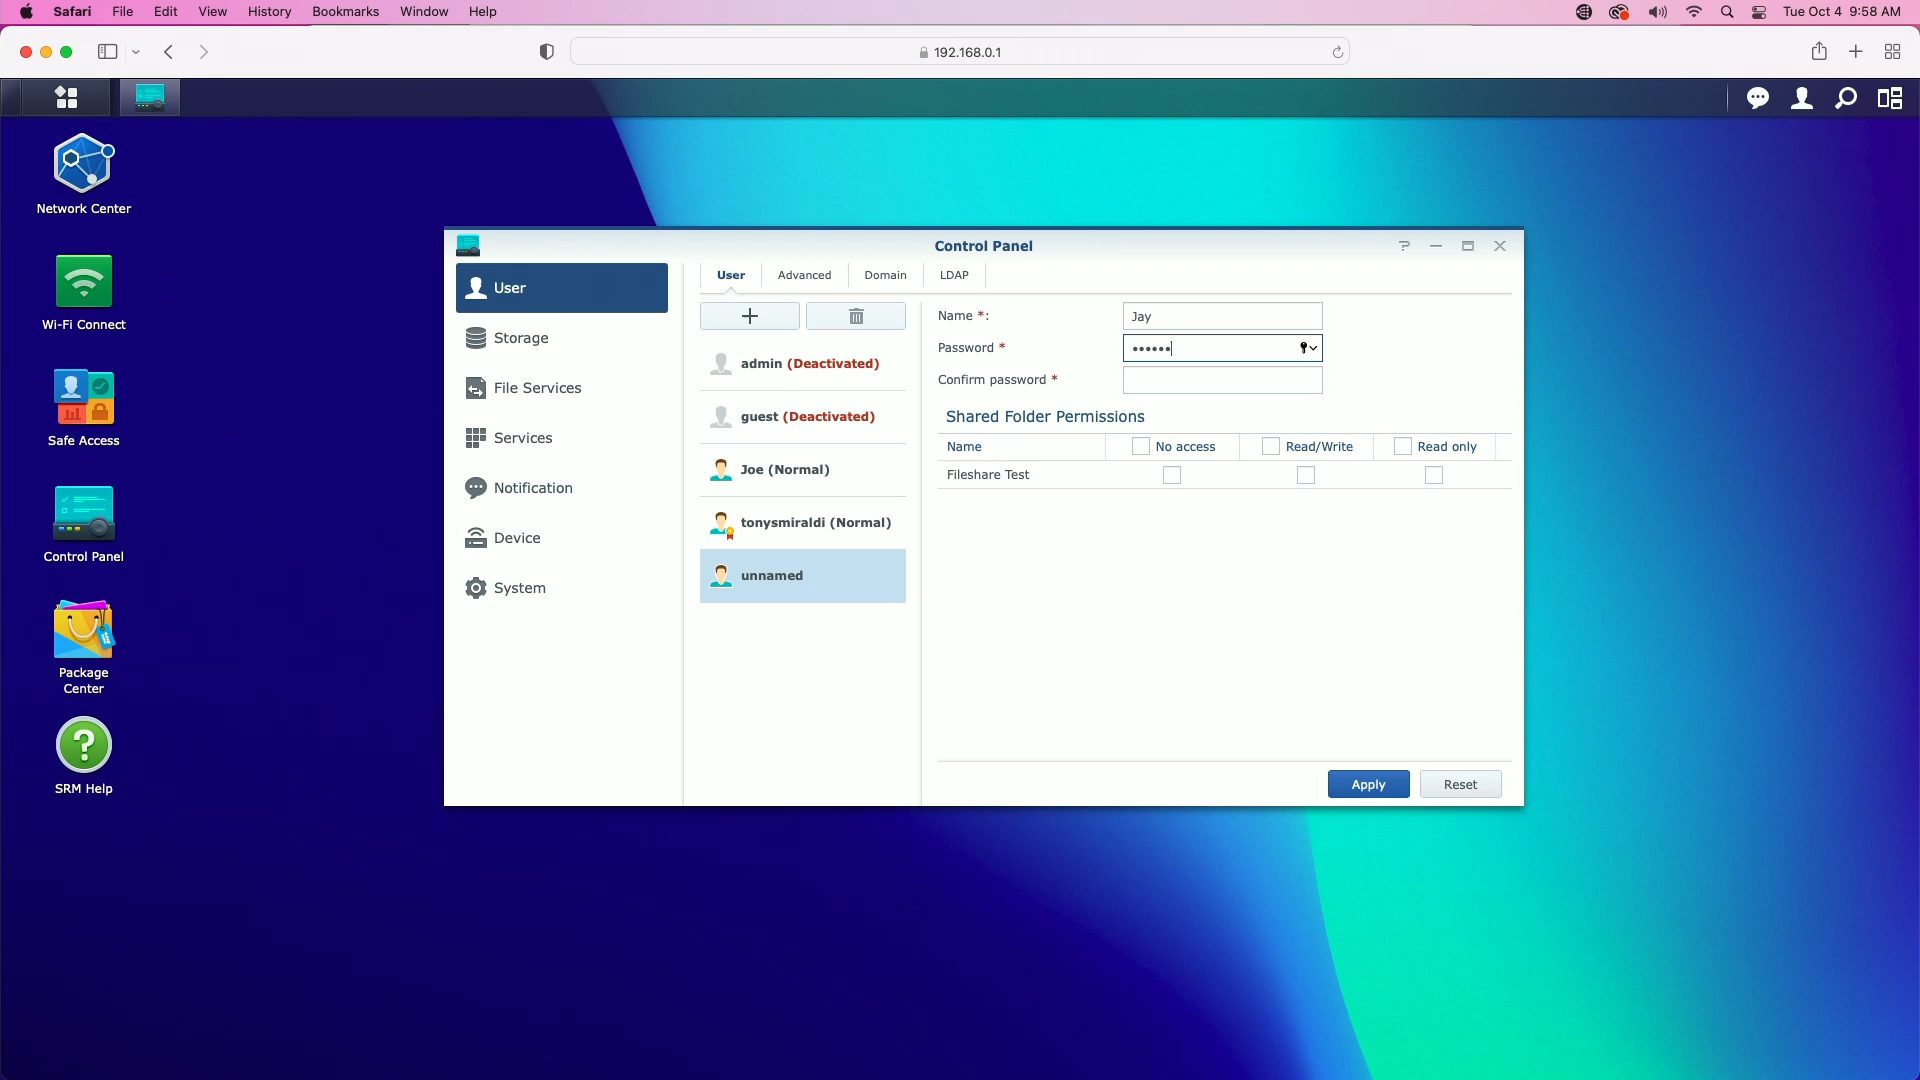 Safari File Edit View History Bookmarks Window Help
Tue Oct 4 9:58 AM
192.168.0.1
Network Center
Wi-Fi Connect
Safe Access
Control Panel
Package
Center
SRM Help
Control Panel
User
Storage
File Services
Services
Notification
Device
System
User Advanced Domain LDAP
admin (Deactivated)
guest (Deactivated)
Joe (Normal)
tonysmiraldi (Normal)
unnamed
Name *: Jay
Password * ••••••
Confirm password *
Shared Folder Permissions
Name No access Read/Write Read only
Fileshare Test
Apply Reset